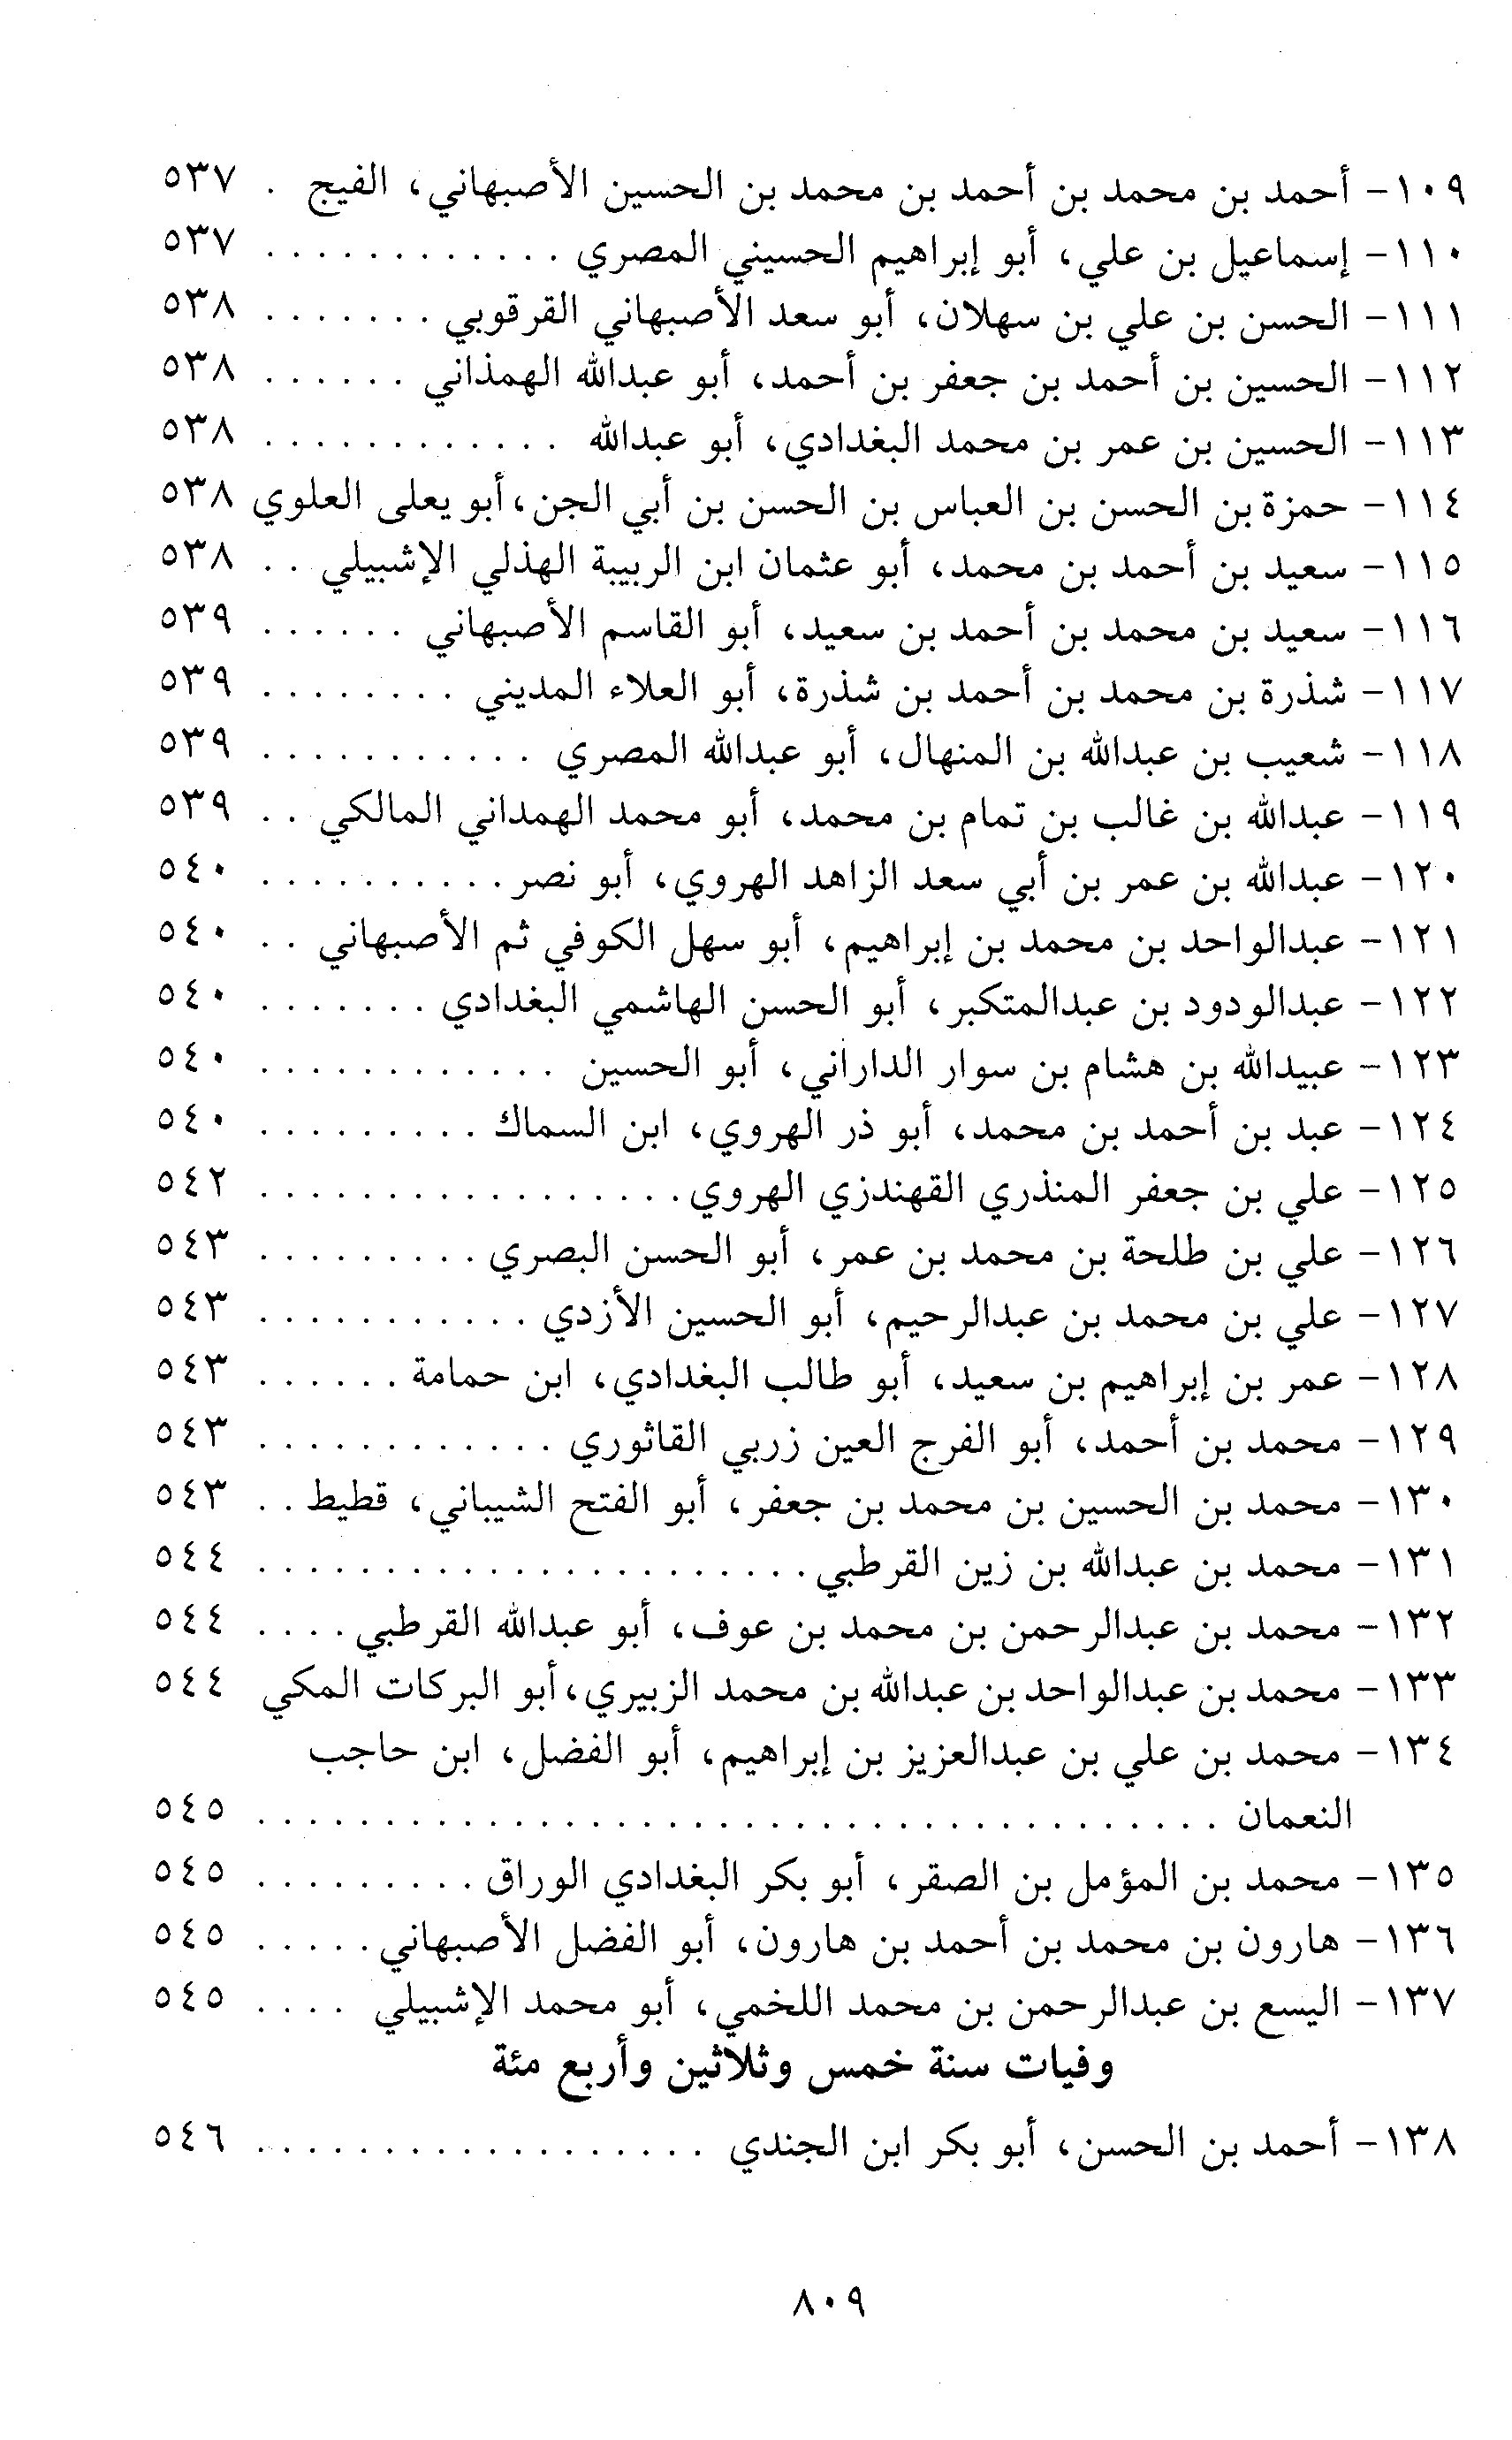 ١٠٩- أحمد بن محمد بن أحمد بن محمد بن الحسين الأصبهاني، الفيج . ٥٣٧
١١٠- إسماعيل بن علي، أبو إبراهيم الحسيني المصري . . . . . . . . . . . . ٥٣٧
١١١- الحسن بن علي بن سهلان، أبو سعد الأصبهاني القرقوبي . . . . . . . ٥٣٨
١١٢- الحسين بن أحمد بن جعفر بن أحمد، أبو عبدالله الهمذاني . . . . . . ٥٣٨
١١٣- الحسين بن عمر بن محمد البغدادي، أبو عبدالله . . . . . . . . . . . . ٥٣٨
١١٤- حمزة بن الحسن بن العباس بن الحسن بن أبي الجن، أبو يعلى العلوي ٥٣٨
١١٥- سعيد بن أحمد بن محمد، أبو عثمان ابن الربيبة الهذلي الإشبيلي . . ٥٣٨
١١٦- سعيد بن محمد بن أحمد بن سعيد، أبو القاسم الأصبهاني . . . . . . ٥٣٩
١١٧- شذرة بن محمد بن أحمد بن شذرة، أبو العلاء المديني . . . . . . . . ٥٣٩
١١٨- شعيب بن عبدالله بن المنهال، أبو عبدالله المصري . . . . . . . . . . . ٥٣٩
١١٩- عبدالله بن غالب بن تمام بن محمد، أبو محمد الهمداني المالكي . . ٥٣٩
١٢٠- عبدالله بن عمر بن أبي سعد الزاهد الهروي، أبو نصر . . . . . . . . . . ٥٤٠
١٢١- عبدالواحد بن محمد بن إبراهيم، أبو سهل الكوفي ثم الأصبهاني . . ٥٤٠
١٢٢- عبدالودود بن عبدالمتكبر، أبو الحسن الهاشمي البغدادي . . . . . . . ٥٤٠
١٢٣- عبيدالله بن هشام بن سوار الداراني، أبو الحسين . . . . . . . . . . . . ٥٤٠
١٢٤- عبد بن أحمد بن محمد، أبو ذر الهروي، ابن السماك . . . . . . . . . ٥٤٠
١٢٥- علي بن جعفر المنذري القهندزي الهروي . . . . . . . . . . . . . . . . . ٥٤٢
١٢٦- علي بن طلحة بن محمد بن عمر، أبو الحسن البصري . . . . . . . . . ٥٤٣
١٢٧- علي بن محمد بن عبدالرحيم، أبو الحسين الأزدي . . . . . . . . . . . ٥٤٣
١٢٨- عمر بن إبراهيم بن سعيد، أبو طالب البغدادي، ابن حمامة . . . . . . ٥٤٣
١٢٩- محمد بن أحمد، أبو الفرج العين زربي القاثوري . . . . . . . . . . . . ٥٤٣
١٣٠- محمد بن الحسين بن محمد بن جعفر، أبو الفتح الشيباني، قطيط . . ٥٤٣
١٣١- محمد بن عبدالله بن زين القرطبي . . . . . . . . . . . . . . . . . . . . . . ٥٤٤
١٣٢- محمد بن عبدالرحمن بن محمد بن عوف، أبو عبدالله القرطبي . . . . ٥٤٤
١٣٣- محمد بن عبدالواحد بن عبدالله بن محمد الزبيري، أبو البركات المكي ٥٤٤
١٣٤- محمد بن علي بن عبدالعزيز بن إبراهيم، أبو الفضل، ابن حاجب
النعمان . . . . . . . . . . . . . . . . . . . . . . . . . . . . . . . . . . . . . . ٥٤٥
١٣٥- محمد بن المؤمل بن الصقر، أبو بكر البغدادي الوراق . . . . . . . . . ٥٤٥
١٣٦- هارون بن محمد بن أحمد بن هارون، أبو الفضل الأصبهاني . . . . . ٥٤٥
١٣٧- اليسع بن عبدالرحمن بن محمد اللخمي، أبو محمد الإشبيلي . . . . ٥٤٥
وفيات سنة خمس وثلاثين وأربع مئة
١٣٨- أحمد بن الحسن، أبو بكر ابن الجندي . . . . . . . . . . . . . . . . . . ٥٤٦
٨٠٩